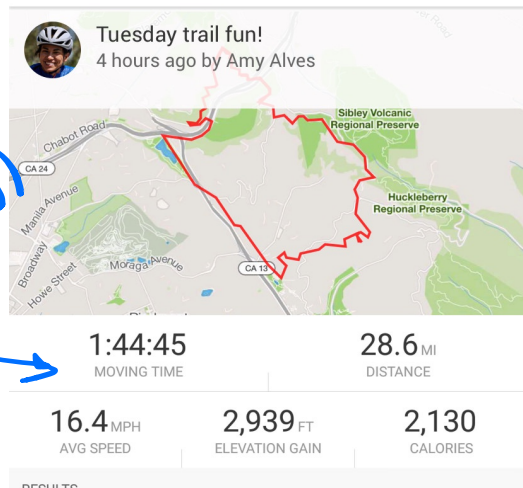 Tuesday trail fun!
4 hours ago by Amy Alves
Sibley Volcanic
Regional Preserve
Chabot Road
CA 24
Huckleberry
Regional Preserve
Manila Avenue
Broadway
Moraga Avenue
CA 13
Howe Street
1:44:45
MOVING TIME
28.6 MI
DISTANCE
16.4 MPH
AVG SPEED
2,939 FT
ELEVATION GAIN
2,130
CALORIES
RESULTS